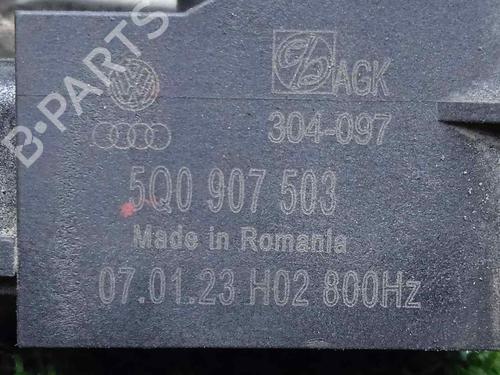 B-PARTS
AGK
304-097
5Q0 907 503
Made in Romania
07.01.23 H02 800Hz